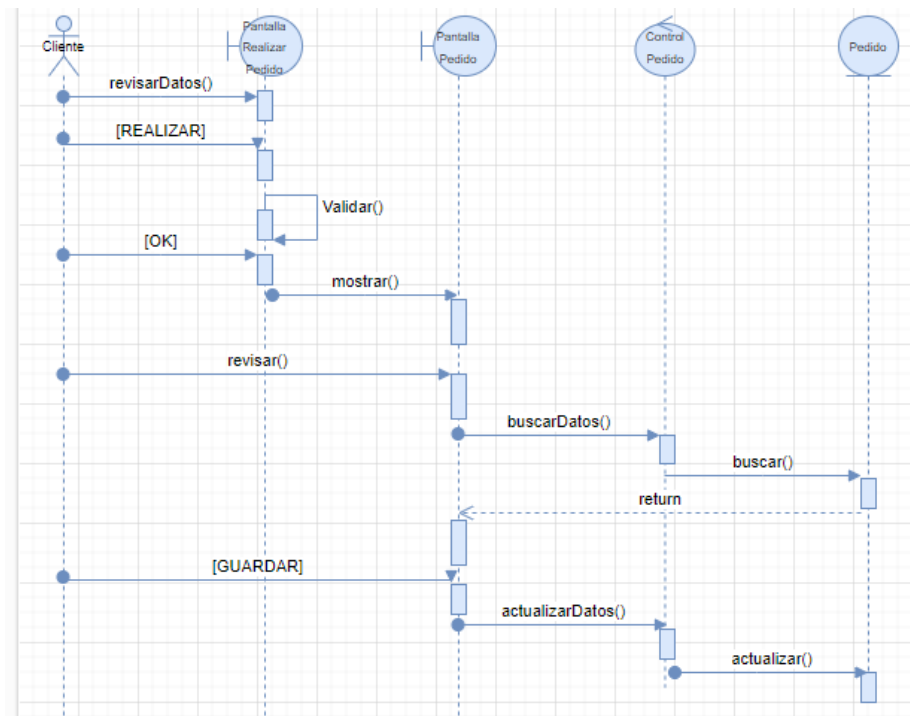 Cliente
Pantalla
Realizar
Pedido
Pantalla
Pedido
Control
Pedido
Pedido
revisarDatos()
[REALIZAR]
Validar()
[OK]
mostrar()
revisar()
buscarDatos()
buscar()
return
[GUARDAR]
actualizarDatos()
actualizar()